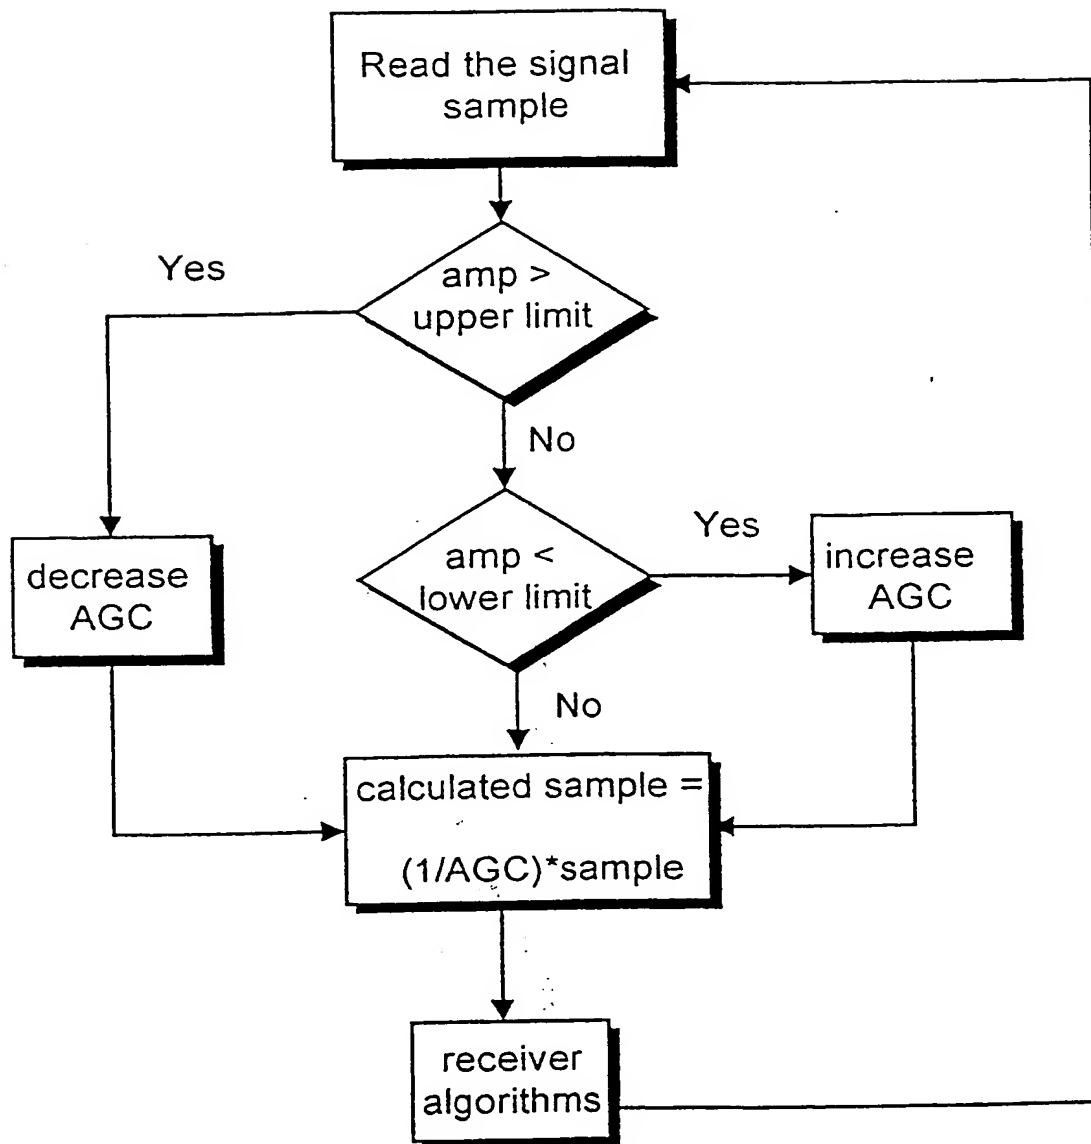 Read the signal
sample
Yes
amp >
upper limit
No
decrease
AGC
amp <
lower limit
Yes
increase
AGC
No
calculated sample =
(1/AGC)*sample
receiver
algorithms